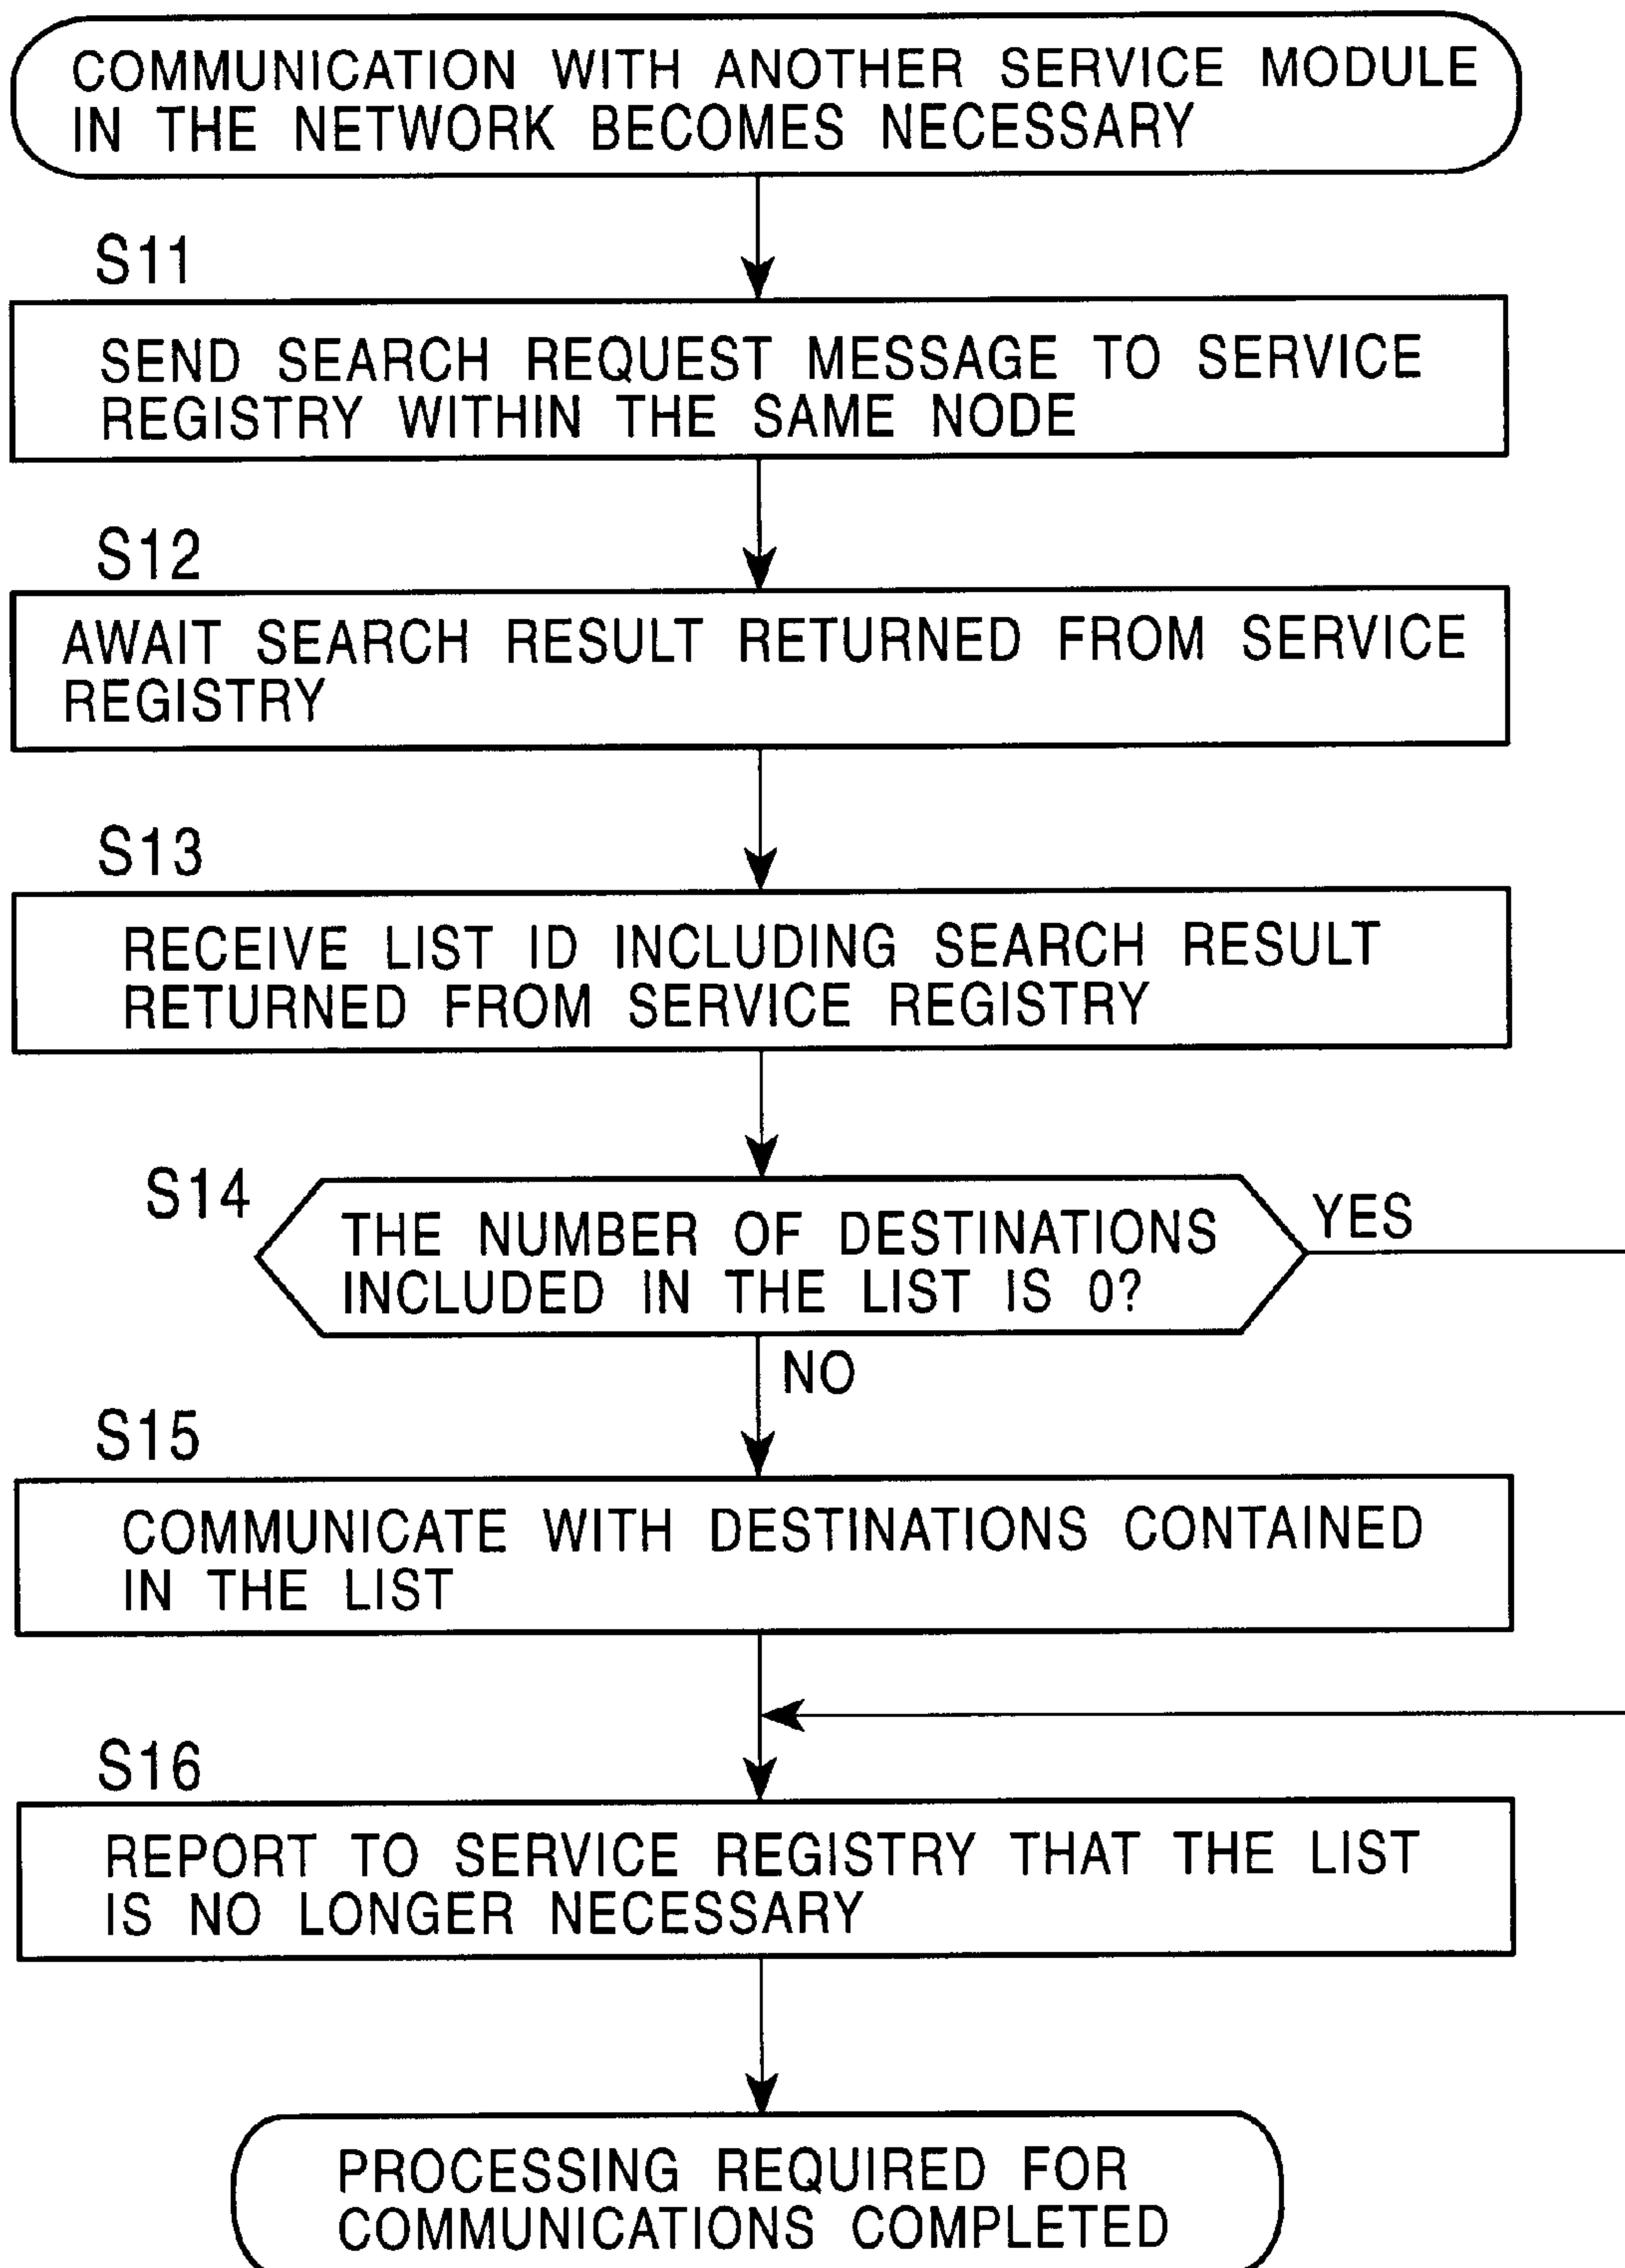 COMMUNICATION WITH ANOTHER SERVICE MODULE
IN THE NETWORK BECOMES NECESSARY
S11
SEND SEARCH REQUEST MESSAGE TO SERVICE
REGISTRY WITHIN THE SAME NODE
S12
AWAIT SEARCH RESULT RETURNED FROM SERVICE
REGISTRY
S13
RECEIVE LIST ID INCLUDING SEARCH RESULT
RETURNED FROM SERVICE REGISTRY
S14
THE NUMBER OF DESTINATIONS
INCLUDED IN THE LIST IS 0?
YES
NO
S15
COMMUNICATE WITH DESTINATIONS CONTAINED
IN THE LIST
S16
REPORT TO SERVICE REGISTRY THAT THE LIST
IS NO LONGER NECESSARY
PROCESSING REQUIRED FOR
COMMUNICATIONS COMPLETED